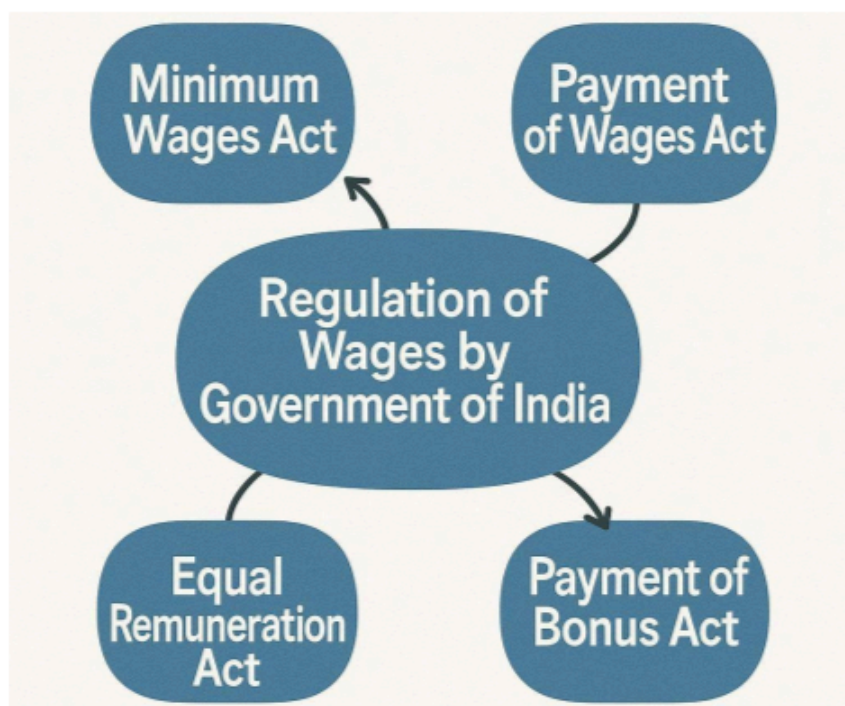 Minimum
Wages Act
Payment
of Wages Act
Regulation of
Wages by
Government of India
Equal
Remuneration
Act
Payment of
Bonus Act